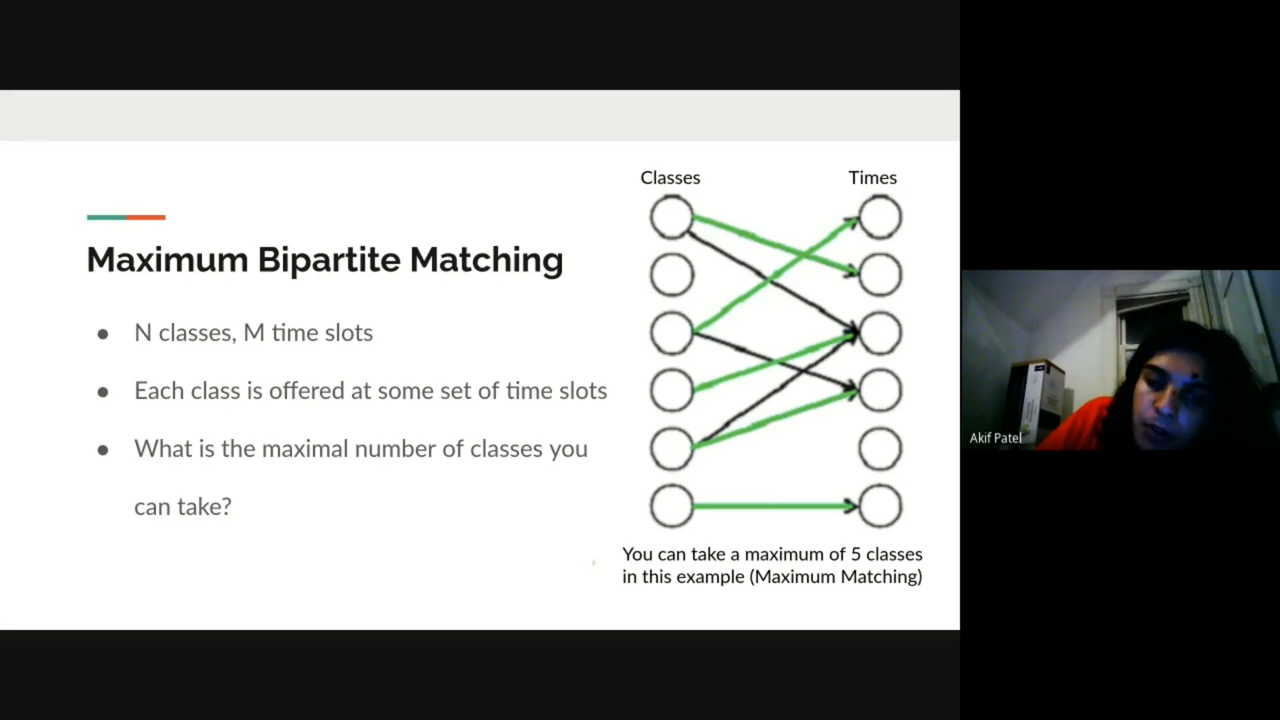 Maximum Bipartite Matching
N classes, M time slots
Each class is offered at some set of time slots
What is the maximal number of classes you
can take?
Classes
Times
You can take a maximum of 5 classes
in this example (Maximum Matching)
Akif Patel